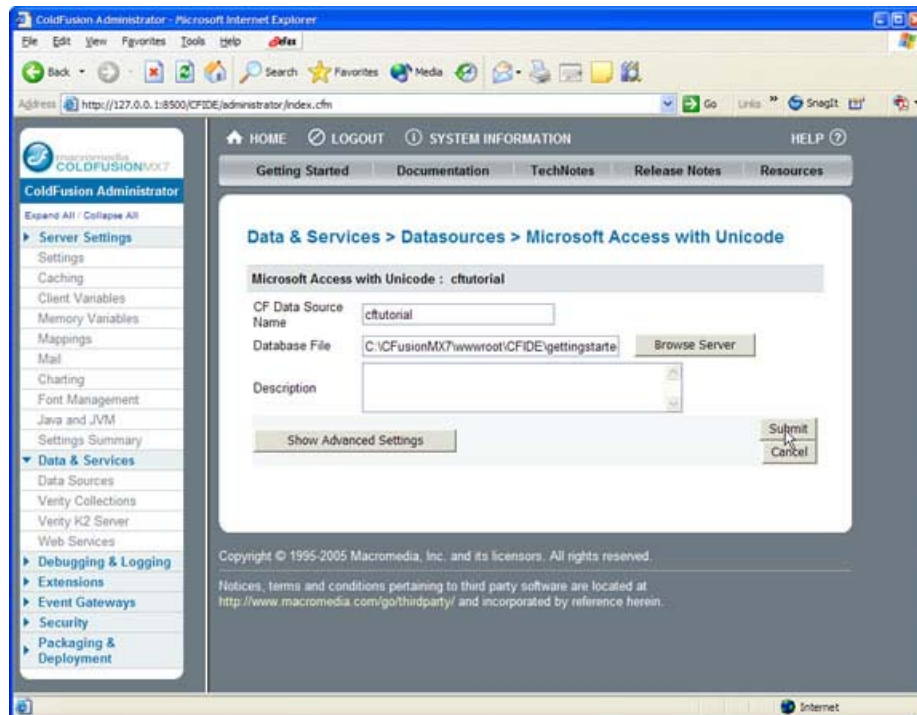 ColdFusion Administrator - Microsoft Internet Explorer
File Edit View Favorites Tools Help eFax
Back Search Favorites Media
Address http://127.0.0.1:8500/CFIDE/administrator/index.cfm Go Links » SnagIt
macromedia
COLDFUSION MX7
ColdFusion Administrator
Expand All / Collapse All
Server Settings
Settings
Caching
Client Variables
Memory Variables
Mappings
Mail
Charting
Font Management
Java and JVM
Settings Summary
Data & Services
Data Sources
Verity Collections
Verity K2 Server
Web Services
Debugging & Logging
Extensions
Event Gateways
Security
Packaging &
Deployment
HOME LOGOUT SYSTEM INFORMATION HELP
Getting Started Documentation TechNotes Release Notes Resources
Data & Services > Datasources > Microsoft Access with Unicode
Microsoft Access with Unicode : cftutorial
CF Data Source
Name
cftutorial
Database File C:\CFusionMX7\wwwroot\CFIDE\gettingstarte Browse Server
Description
Show Advanced Settings
Submit
Cancel
Copyright © 1995-2005 Macromedia, Inc. and its licensors. All rights reserved.
Notices, terms and conditions pertaining to third party software are located at
http://www.macromedia.com/go/thirdparty/ and incorporated by reference herein.
Internet